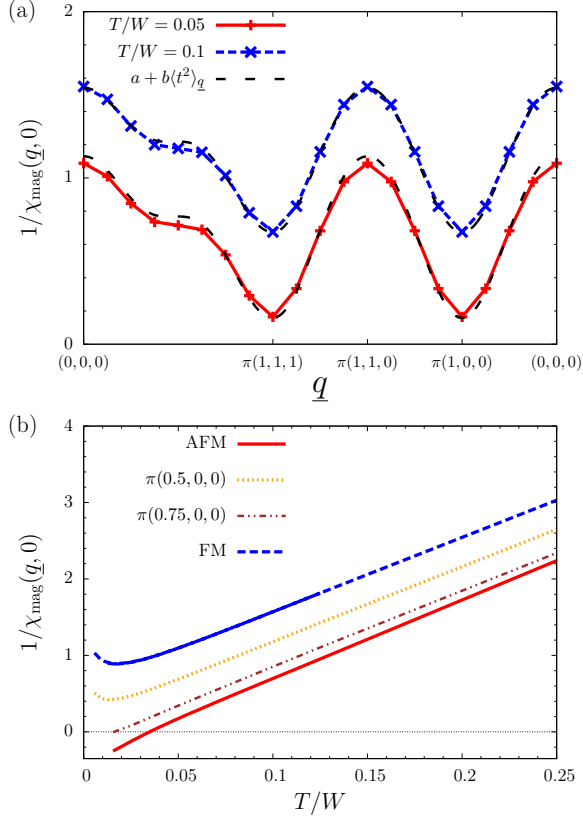 (a)
2
T/W = 0.05
T/W = 0.1
a + b⟨t²⟩q
1/χmag(q, 0)
1
0
(0, 0, 0)
π(1, 1, 1)
π(1, 1, 0)
π(1, 0, 0)
(0, 0, 0)
q
(b)
4
AFM
π(0.5, 0, 0)
3
π(0.75, 0, 0)
FM
1/χmag(q, 0)
2
1
0
0
0.05
0.1
0.15
0.2
0.25
T/W